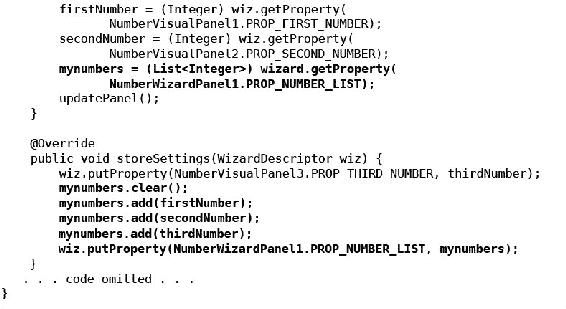 firstNumber = (Integer) wiz.getProperty(
NumberVisualPanel1.PROP_FIRST_NUMBER);
secondNumber = (Integer) wiz.getProperty(
NumberVisualPanel2.PROP_SECOND_NUMBER);
mynumbers = (List<Integer>) wizard.getProperty(
NumberWizardPanel1.PROP_NUMBER_LIST);
updatePanel();
}
@Override
public void storeSettings(WizardDescriptor wiz) {
wiz.putProperty(NumberVisualPanel3.PROP_THIRD_NUMBER, thirdNumber);
mynumbers.clear();
mynumbers.add(firstNumber);
mynumbers.add(secondNumber);
mynumbers.add(thirdNumber);
wiz.putProperty(NumberWizardPanel1.PROP_NUMBER_LIST, mynumbers);
}
. . . code omitted . . .
}